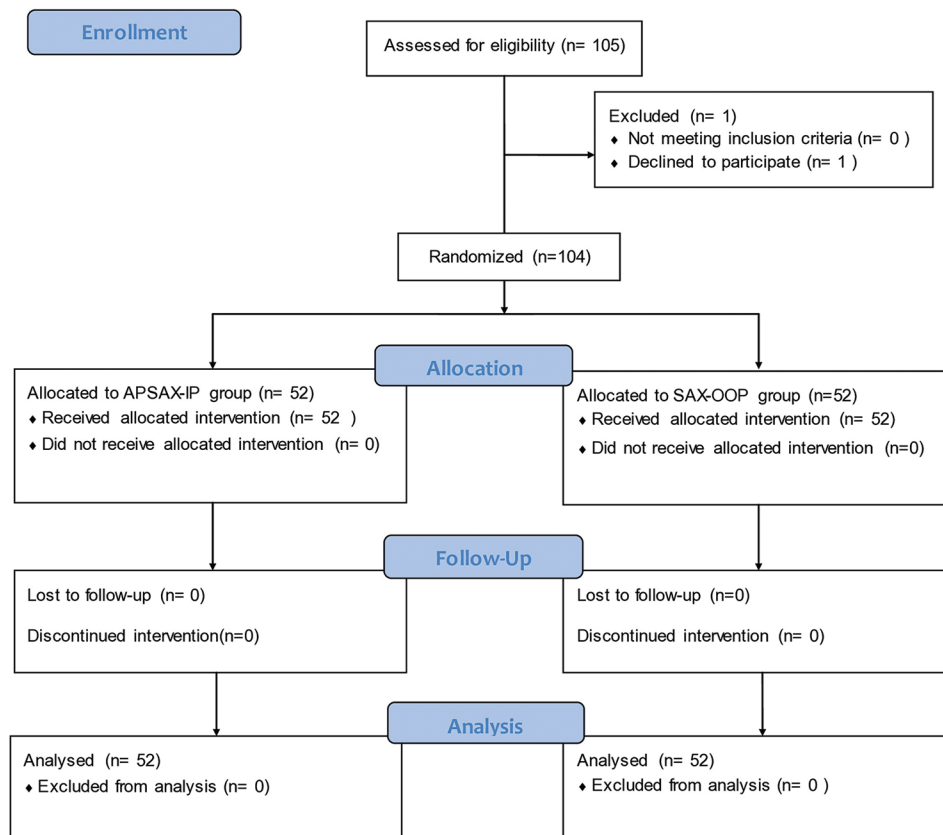 Enrollment
Assessed for eligibility (n= 105)
Excluded (n= 1)
♦ Not meeting inclusion criteria (n= 0 )
♦ Declined to participate (n= 1 )
Randomized (n=104)
Allocation
Allocated to APSAX-IP group (n= 52)
♦ Received allocated intervention (n= 52 )
♦ Did not receive allocated intervention (n= 0)
Allocated to SAX-OOP group (n=52)
♦ Received allocated intervention (n= 52)
♦ Did not receive allocated intervention (n=0)
Follow-Up
Lost to follow-up (n= 0)
Discontinued intervention(n=0)
Lost to follow-up (n=0)
Discontinued intervention (n= 0)
Analysis
Analysed (n= 52)
♦ Excluded from analysis (n= 0)
Analysed (n= 52)
♦ Excluded from analysis (n= 0 )